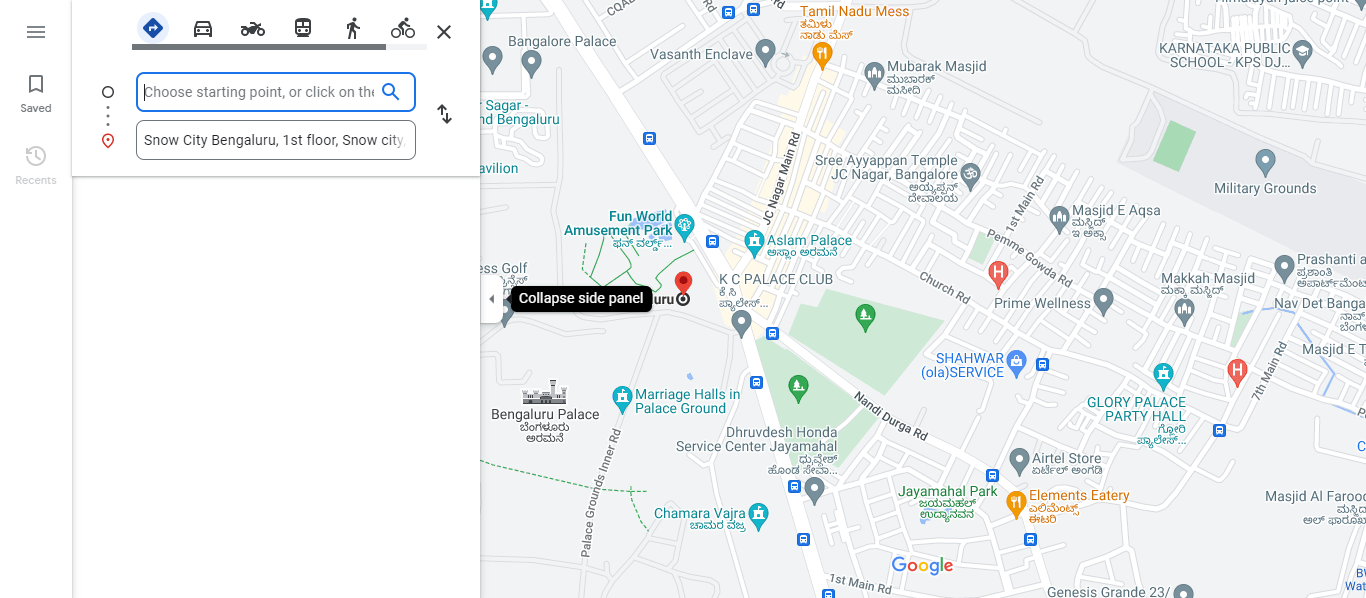 Saved
Recents
Choose starting point, or click on the
Snow City Bengaluru, 1st floor, Snow city,
Collapse side panel
Bangalore Palace
Vasanth Enclave
Tamil Nadu Mess
ತಮಿಳು
ನಾಡು ಮೆಸ್
Mubarak Masjid
ಮುಬಾರಕ್
ಮಸೀದಿ
KARNATAKA PUBLIC
SCHOOL - KPS DJ...
Sagar -
nd Bengaluru
avilion
Sree Ayyappan Temple
JC Nagar, Bangalore
ಅಯ್ಯಪ್ಪನ್
ದೇವಾಲಯ
JC Nagar Main Rd
Military Grounds
1st Main Rd
Masjid E Aqsa
ಮಸ್ಜಿದ್
ಇ ಅಕ್ಸಾ
Fun World
Amusement Park
ಫನ್ ವರ್ಲ್ಡ್...
Aslam Palace
ಅಸ್ಲಾಂ ಅರಮನೆ
Pemme Gowda Rd
Church Rd
ess Golf
uru
K C PALACE CLUB
ಕೆ ಸಿ
ಪ್ಯಾಲೇಸ್...
Prime Wellness
Makkah Masjid
ಮಕ್ಕಾ ಮಸ್ಜಿದ್
Prashanti a
ಪ್ರಶಾಂತಿ
Nav Det Banga
Masjid E T
SHAHWAR
(ola)SERVICE
7th Main Rd
Bengaluru Palace
ಬೆಂಗಳೂರು
ಅರಮನೆ
Marriage Halls in
Palace Ground
GLORY PALACE
PARTY HALL
ಗ್ಲೋರಿ
ಪ್ಯಾಲೇಸ್...
Nandi Durga Rd
Dhruvdesh Honda
Service Center Jayamahal
ಧ್ರುವ್ದೇಶ್
ಹೊಂಡ ಸೇವಾ...
Palace Grounds Inner Rd
Airtel Store
ಏರ್ಟೆಲ್ ಅಂಗಡಿ
Jayamahal Park
ಜಯಮಹಲ್
ಉದ್ಯಾನವನ
Elements Eatery
ಎಲಿಮೆಂಟ್ಸ್
ಈಟರಿ
Masjid Al Faroo
Chamara Vajra
ಚಾಮರ ವಜ್ರ
Google
1st Main Rd
Genesis Grande 23/
BW
Wat